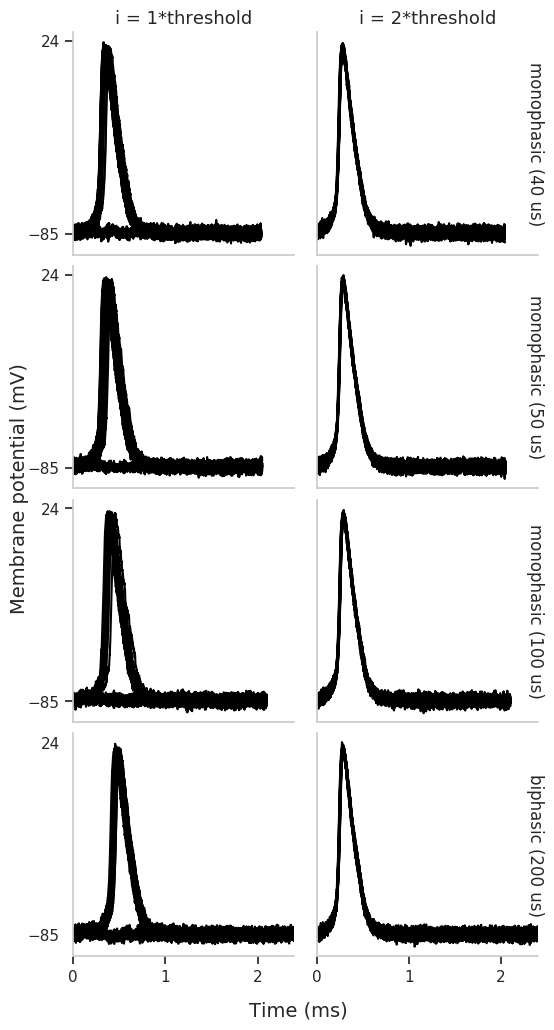 i = 1*threshold
i = 2*threshold
24
−85
monophasic (40 us)
24
−85
monophasic (50 us)
Membrane potential (mV)
24
−85
monophasic (100 us)
24
−85
biphasic (200 us)
0
1
2
0
1
2
Time (ms)